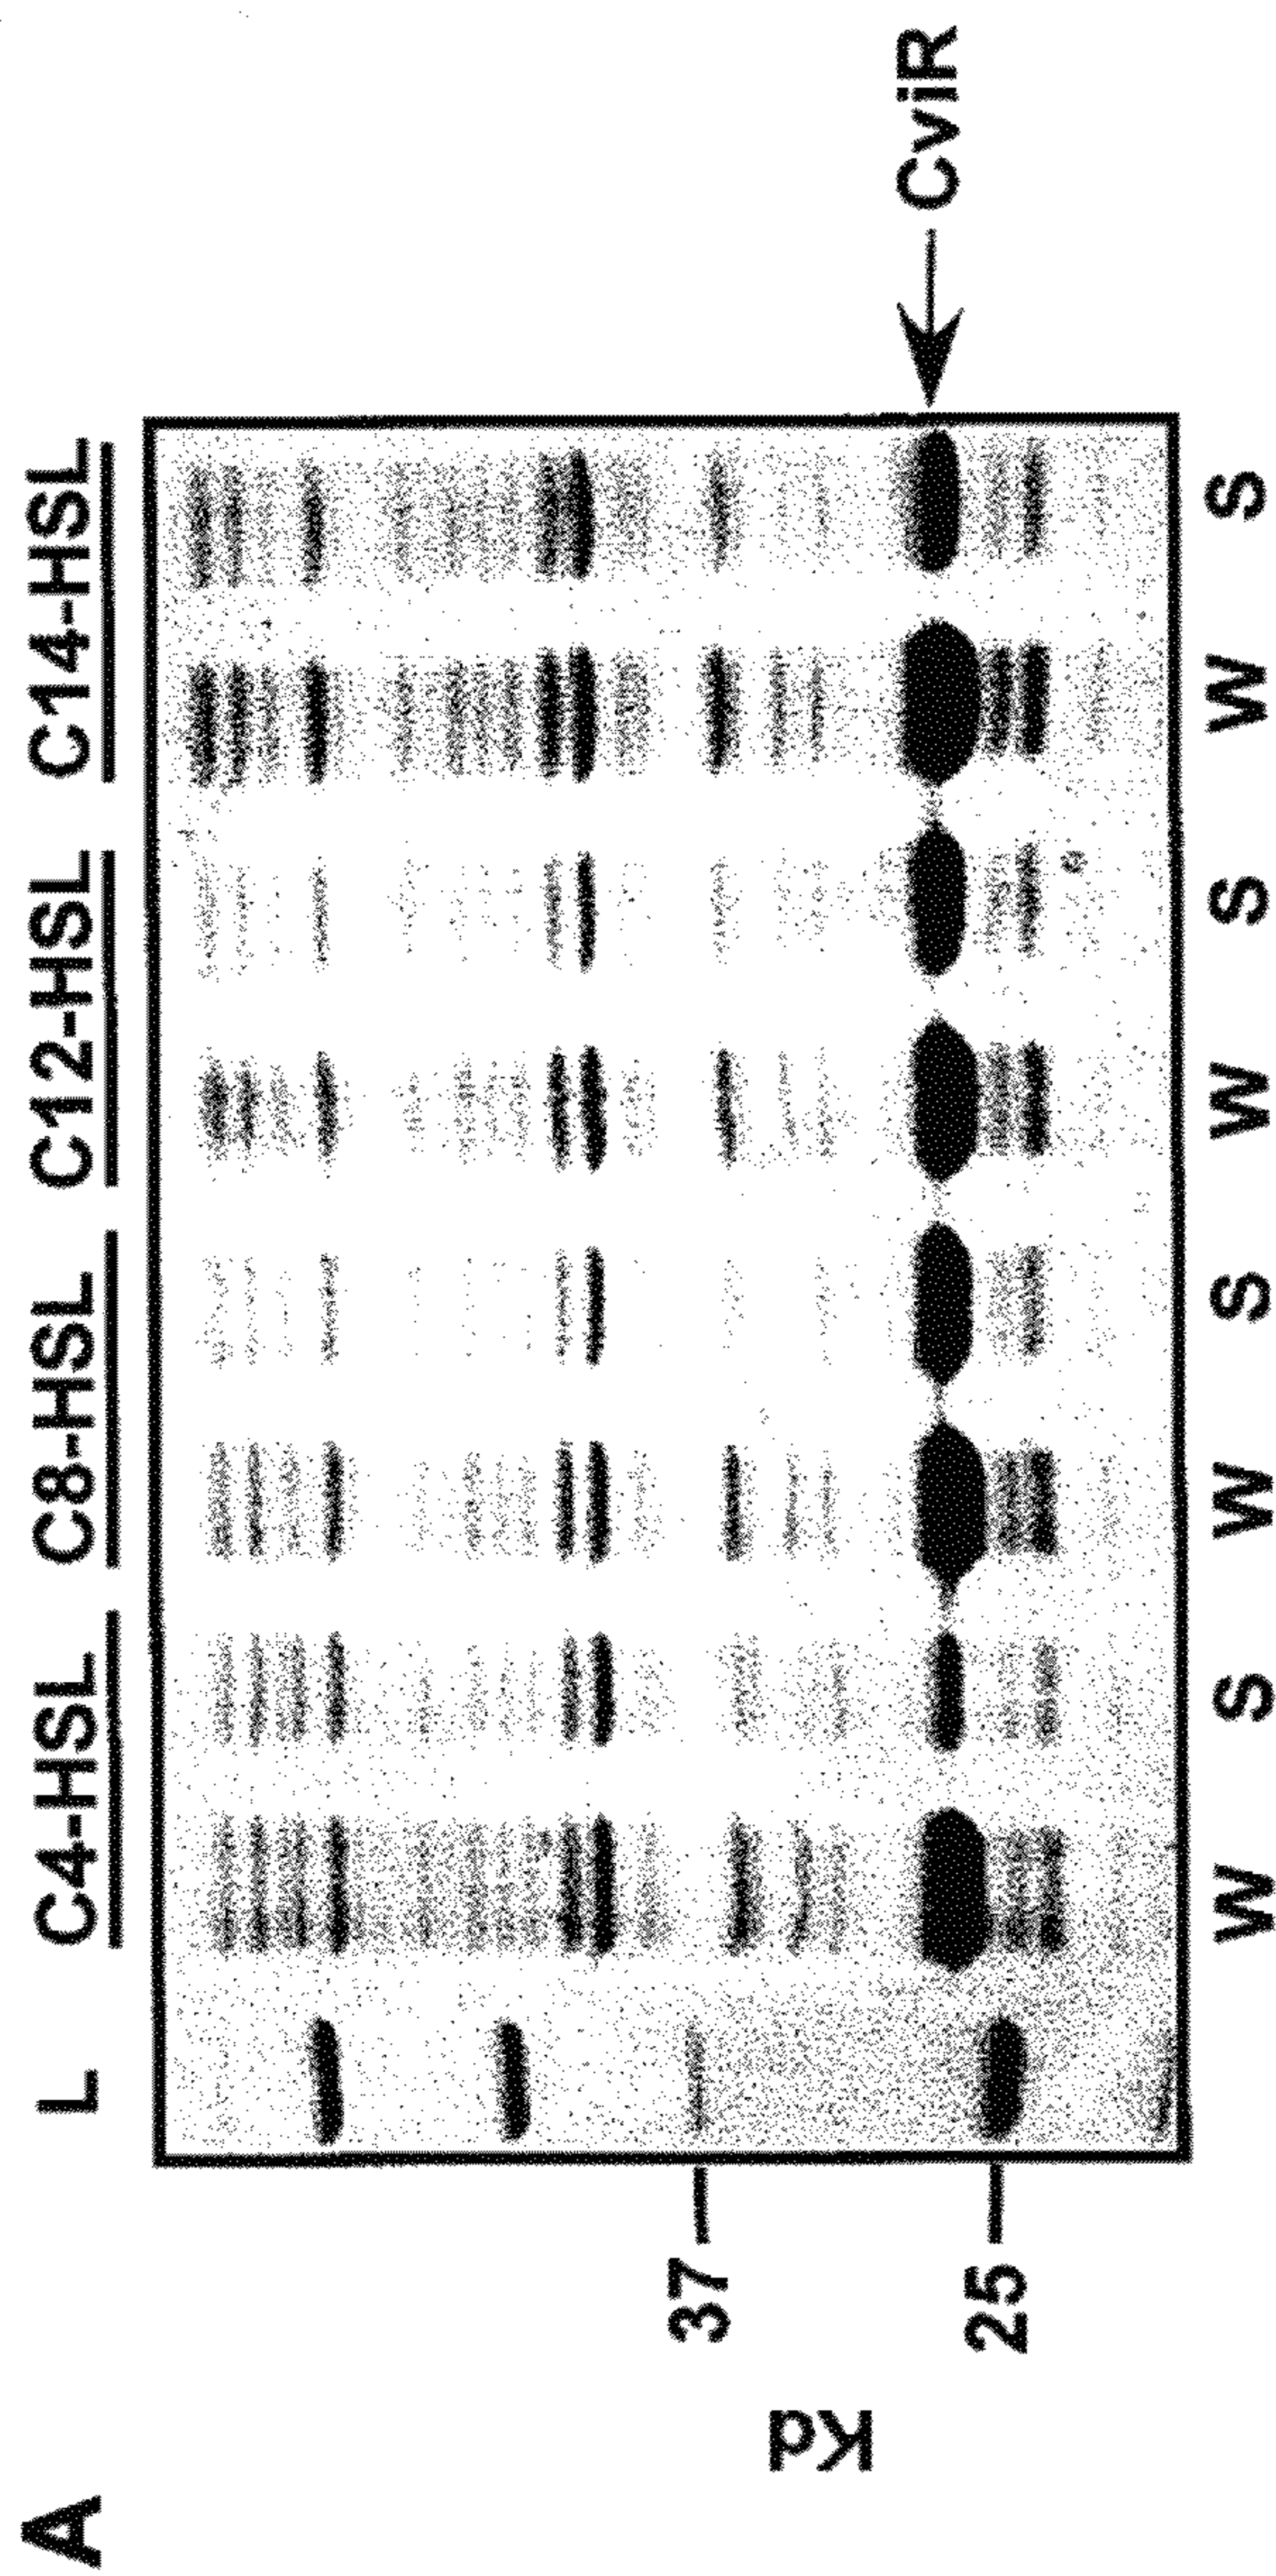 A
L C4-HSL C8-HSL C12-HSL C14-HSL
Kd
37
25
CviR
W S W S W S W S